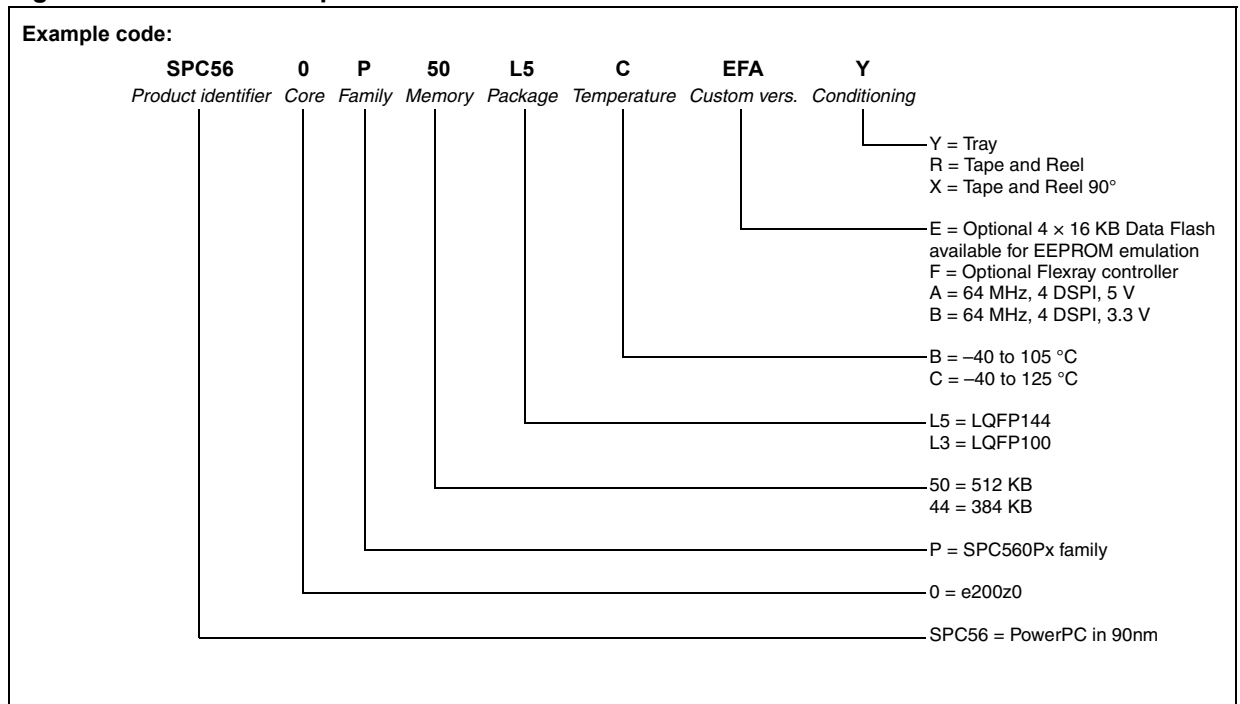 Example code:
SPC56 0 P 50 L5 C EFA Y
Product identifier Core Family Memory Package Temperature Custom vers. Conditioning
Y = Tray
R = Tape and Reel
X = Tape and Reel 90°
E = Optional 4 × 16 KB Data Flash
available for EEPROM emulation
F = Optional Flexray controller
A = 64 MHz, 4 DSPI, 5 V
B = 64 MHz, 4 DSPI, 3.3 V
B = –40 to 105 °C
C = –40 to 125 °C
L5 = LQFP144
L3 = LQFP100
50 = 512 KB
44 = 384 KB
P = SPC560Px family
0 = e200z0
SPC56 = PowerPC in 90nm